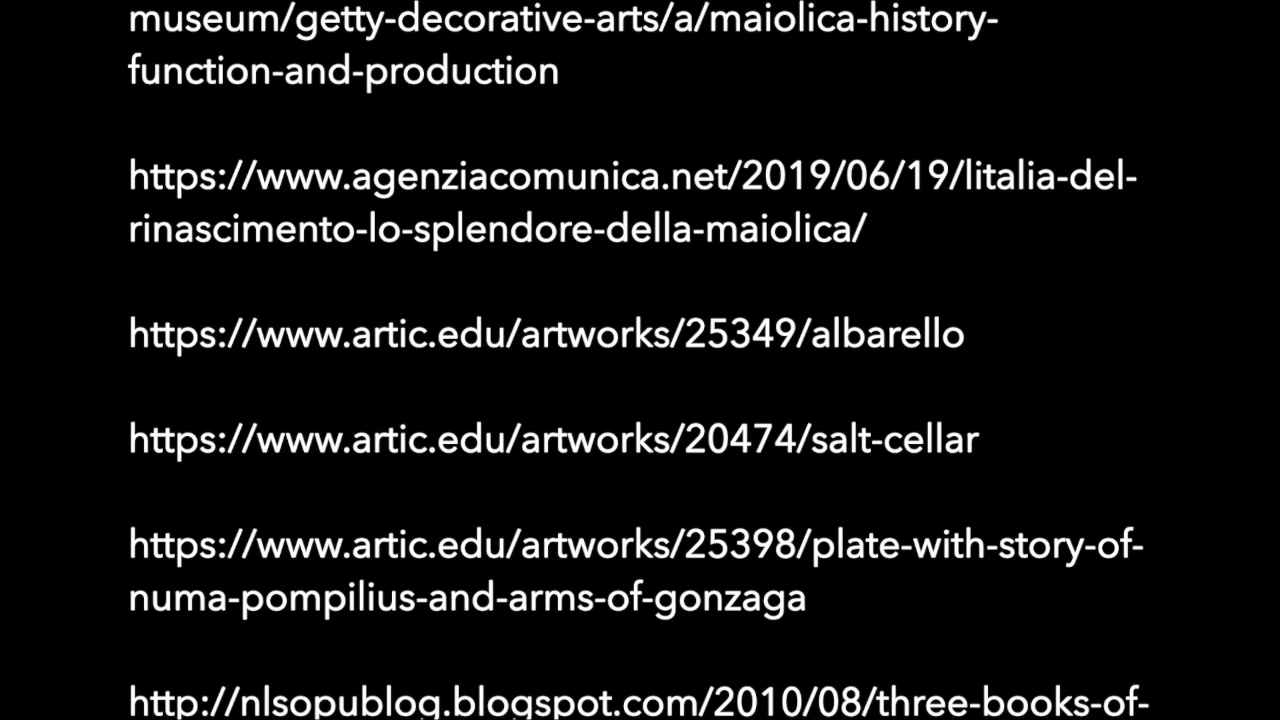 museum/getty-decorative-arts/a/maiolica-history-
function-and-production
https://www.agenziacomunica.net/2019/06/19/litalia-del-
rinascimento-lo-splendore-della-maiolica/
https://www.artic.edu/artworks/25349/albarello
https://www.artic.edu/artworks/20474/salt-cellar
https://www.artic.edu/artworks/25398/plate-with-story-of-
numa-pompilius-and-arms-of-gonzaga
http://nlsopublog.blogspot.com/2010/08/three-books-of-